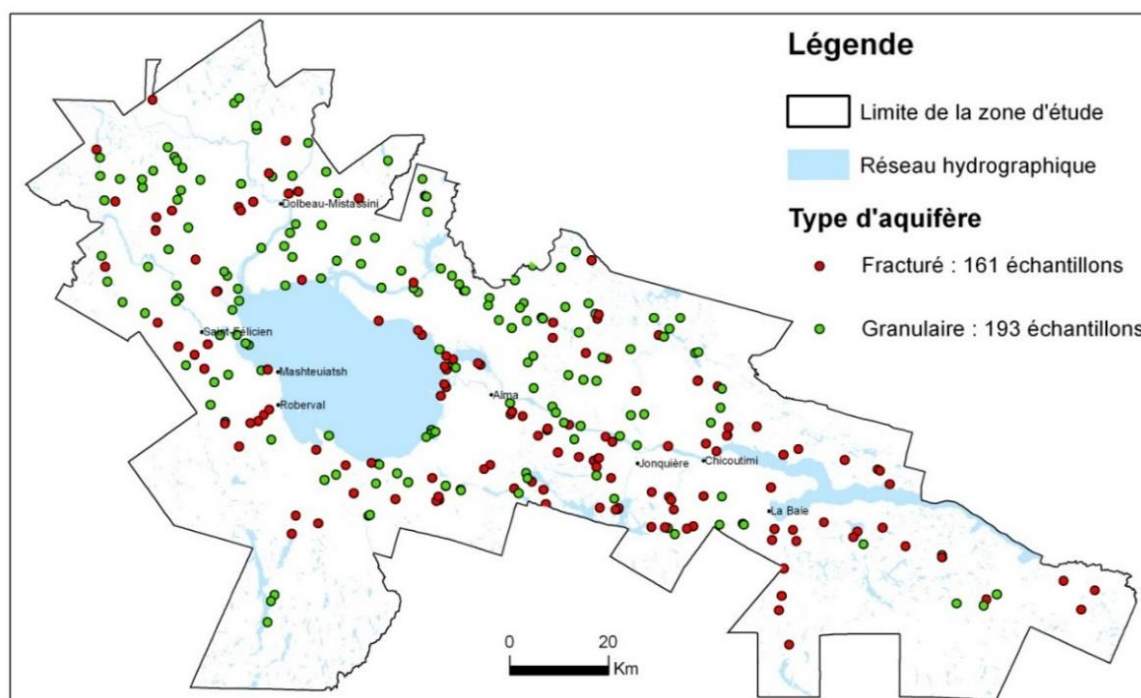 Légende
Limite de la zone d'étude
Réseau hydrographique
Type d'aquifère
Fracturé : 161 échantillons
Granulaire : 193 échantillons
Dolbeau-Mistassini
Saint-Félicien
Mashteuiatsh
Roberval
Alma
Jonquière
Chicoutimi
La Baie
0 20
Km